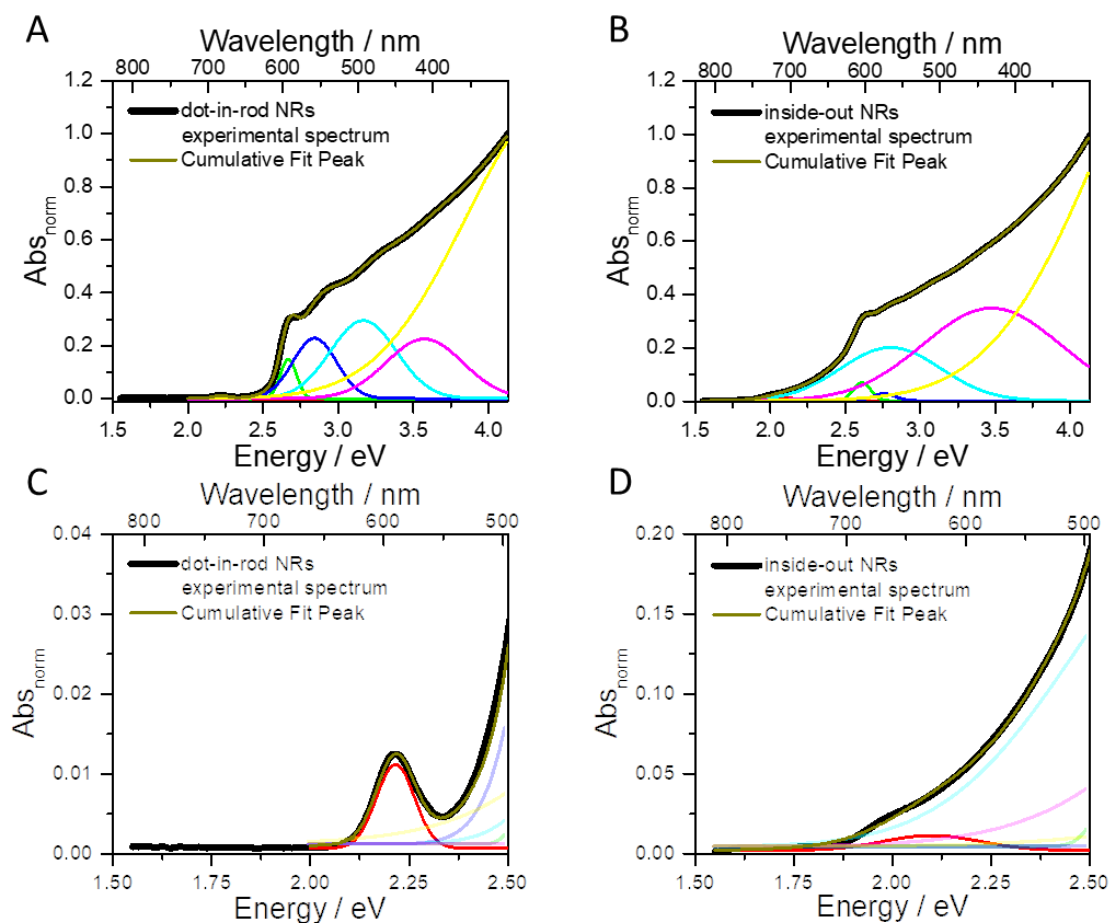 A
Wavelength / nm
800 700 600 500 400
1.2
1.0
0.8
0.6
0.4
0.2
0.0
Abs_norm
dot-in-rod NRs
experimental spectrum
Cumulative Fit Peak
1.5 2.0 2.5 3.0 3.5 4.0
Energy / eV
B
Wavelength / nm
800 700 600 500 400
1.2
1.0
0.8
0.6
0.4
0.2
0.0
Abs_norm
inside-out NRs
experimental spectrum
Cumulative Fit Peak
1.5 2.0 2.5 3.0 3.5 4.0
Energy / eV
C
Wavelength / nm
800 700 600 500
0.04
0.03
0.02
0.01
0.00
Abs_norm
dot-in-rod NRs
experimental spectrum
Cumulative Fit Peak
1.50 1.75 2.00 2.25 2.50
Energy / eV
D
Wavelength / nm
800 700 600 500
0.20
0.15
0.10
0.05
0.00
Abs_norm
inside-out NRs
experimental spectrum
Cumulative Fit Peak
1.50 1.75 2.00 2.25 2.50
Energy / eV